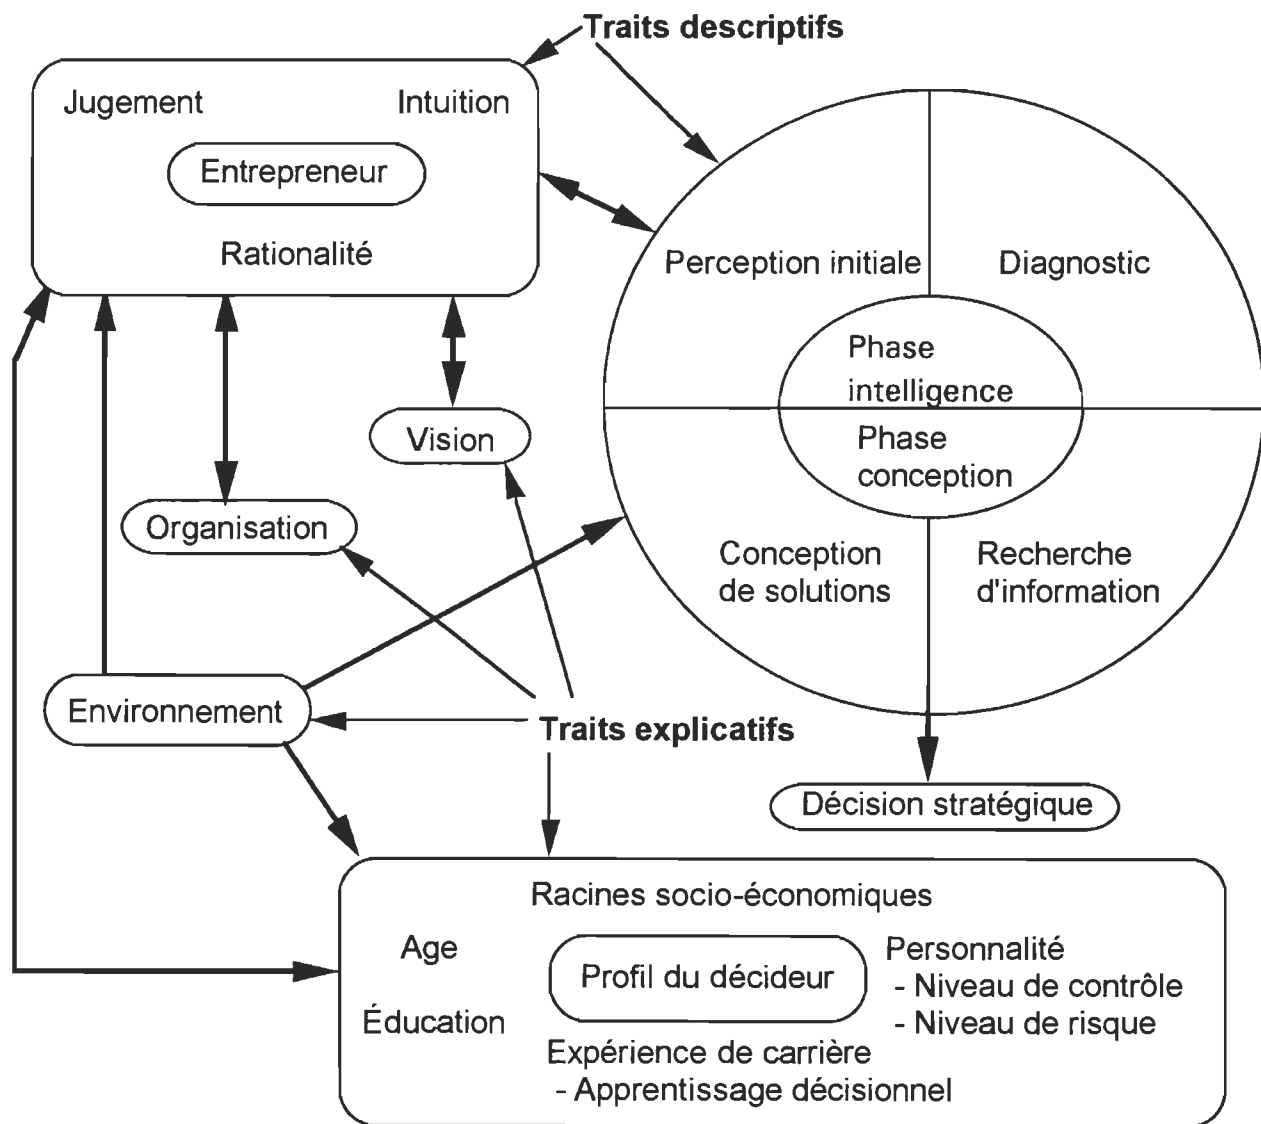 Traits descriptifs
Jugement
Intuition
Entrepreneur
Rationalité
Perception initiale
Diagnostic
Phase
intelligence
Phase
conception
Vision
Organisation
Conception
de solutions
Recherche
d'information
Environnement
Traits explicatifs
Décision stratégique
Racines socio-économiques
Age
Éducation
Profil du décideur
Personnalité
- Niveau de contrôle
- Niveau de risque
Expérience de carrière
- Apprentissage décisionnel